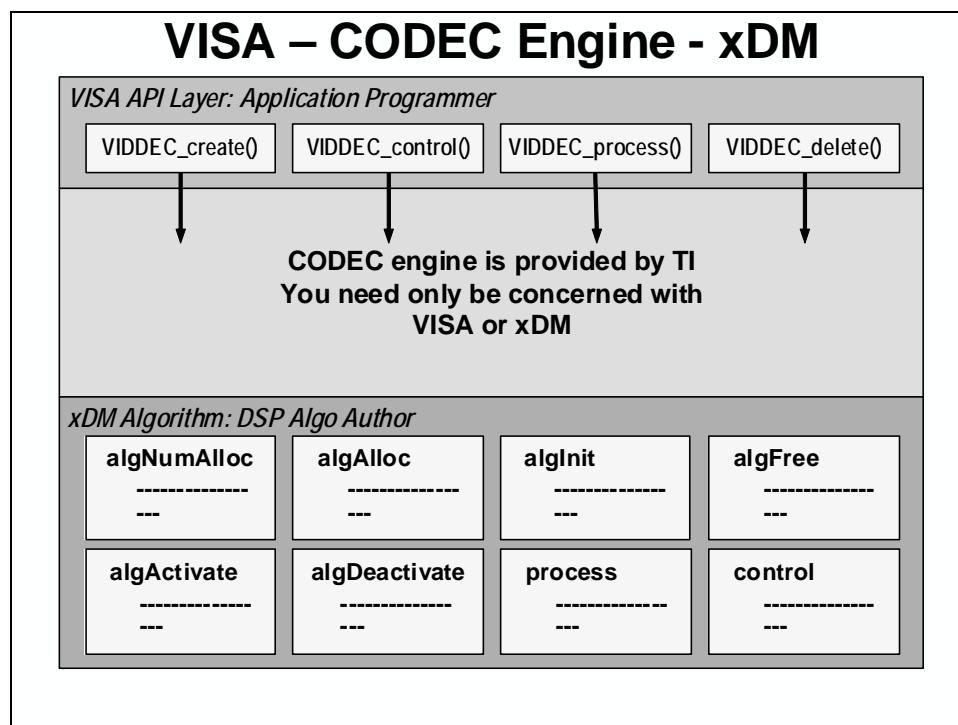 VISA – CODEC Engine - xDM
VISA API Layer: Application Programmer
VIDDEC_create() VIDDEC_control() VIDDEC_process() VIDDEC_delete()
CODEC engine is provided by TI
You need only be concerned with
VISA or xDM
xDM Algorithm: DSP Algo Author
algNumAlloc algAlloc algInit algFree
--------------- --------------- --------------- ---------------
--- --- --- ---
algActivate algDeactivate process control
--------------- --------------- --------------- ---------------
--- --- --- ---